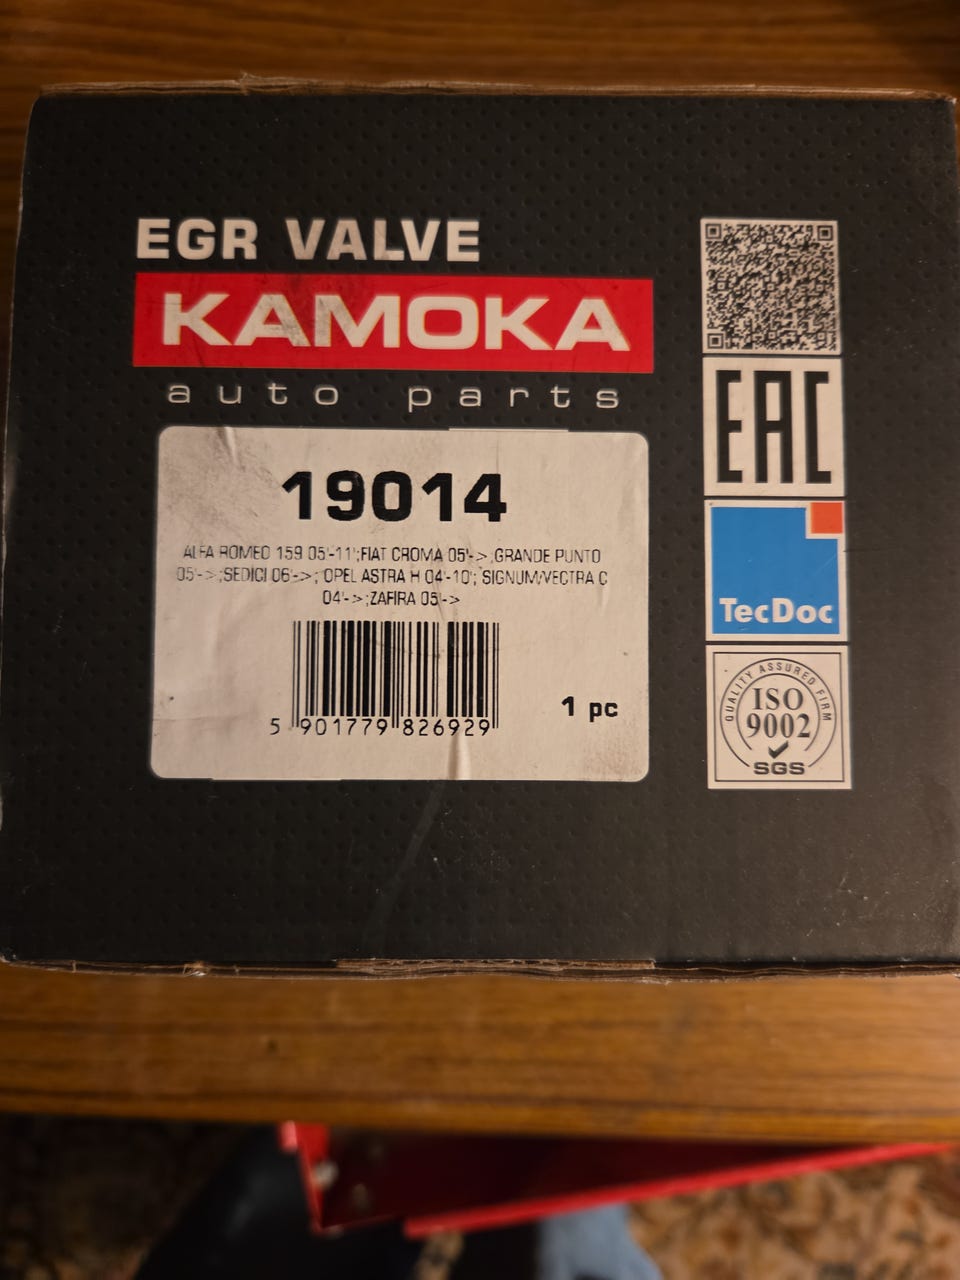 EGR VALVE
KAMOKA
auto parts
19014
ALFA ROMEO 159 05'-11';FIAT CROMA 05'->;GRANDE PUNTO
05'->;SEDICI 06'->; OPEL ASTRA H 04'-10'; SIGNUM/VECTRA C
04'->;ZAFIRA 05'->
5 901779 826929
1 pc
EAC
TecDoc
QUALITY ASSURED FIRM
ISO
9002
SGS